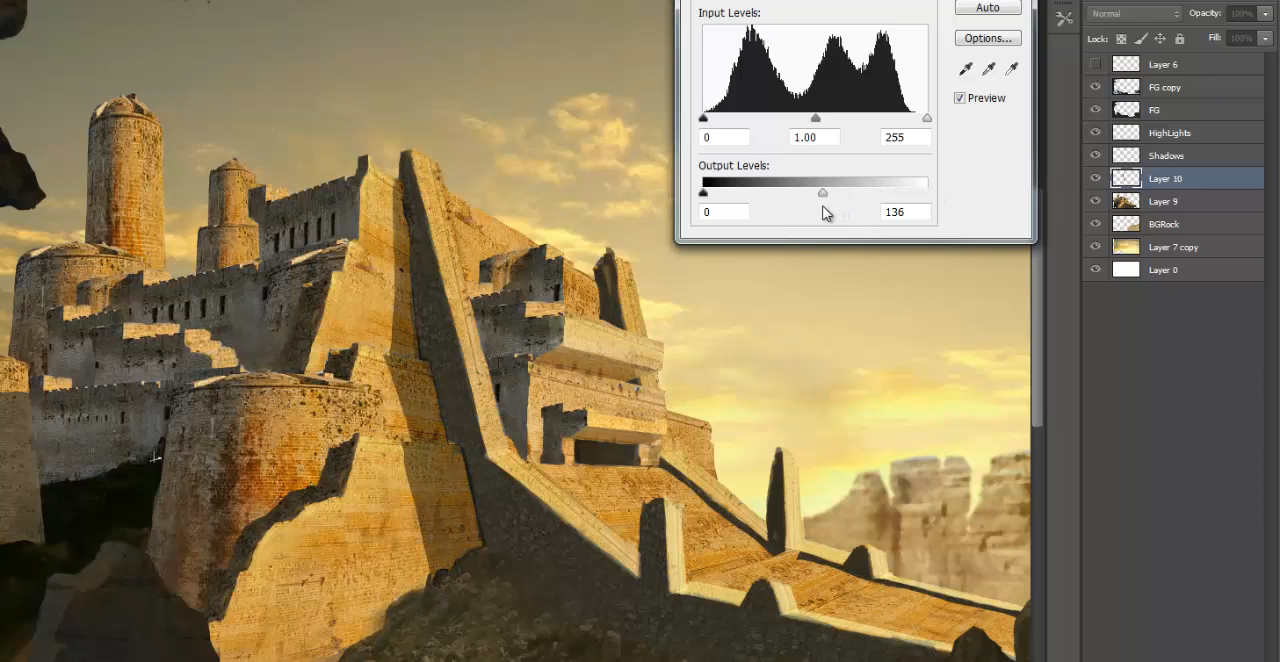 Input Levels:
0 1.00 255
Output Levels:
0 136
Auto
Options...
Preview
Normal Opacity: 100%
Lock: Fill: 100%
Layer 6
FG copy
FG
HighLights
Shadows
Layer 10
Layer 9
BGRock
Layer 7 copy
Layer 0